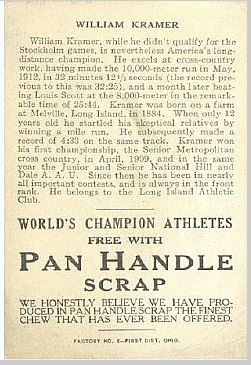 WILLIAM KRAMER
William Kramer, while he didn't qualify for the
Stockholm games, is nevertheless America's long-
distance champion. He excels at cross-country
work, having made the 10,000-meter run in May,
1912, in 32 minutes 12⅕ seconds (the record pre-
vious to this was 32:25), and a month later beat-
ing Louis Scott at the 8,000-meter in the remark-
able time of 25:44. Kramer was born on a farm
at Melville, Long Island, in 1884. When only 12
years old he startled his skeptical relatives by
winning a mile run. He subsequently made a
record of 4:33 on the same track. Kramer won
his first championship, the Senior Metropolitan
cross country, in April, 1909, and in the same
year the Junior and Senior National Hill and
Dale A. A. U. Since then he has been in nearly
all important contests, and is always in the front
rank. He belongs to the Long Island Athletic
Club.
WORLD'S CHAMPION ATHLETES
FREE WITH
PAN HANDLE
SCRAP
WE HONESTLY BELIEVE WE HAVE PRO-
DUCED IN PAN HANDLE SCRAP THE FINEST
CHEW THAT HAS EVER BEEN OFFERED.
FACTORY NO. 8—FIRST DIST. OHIO.